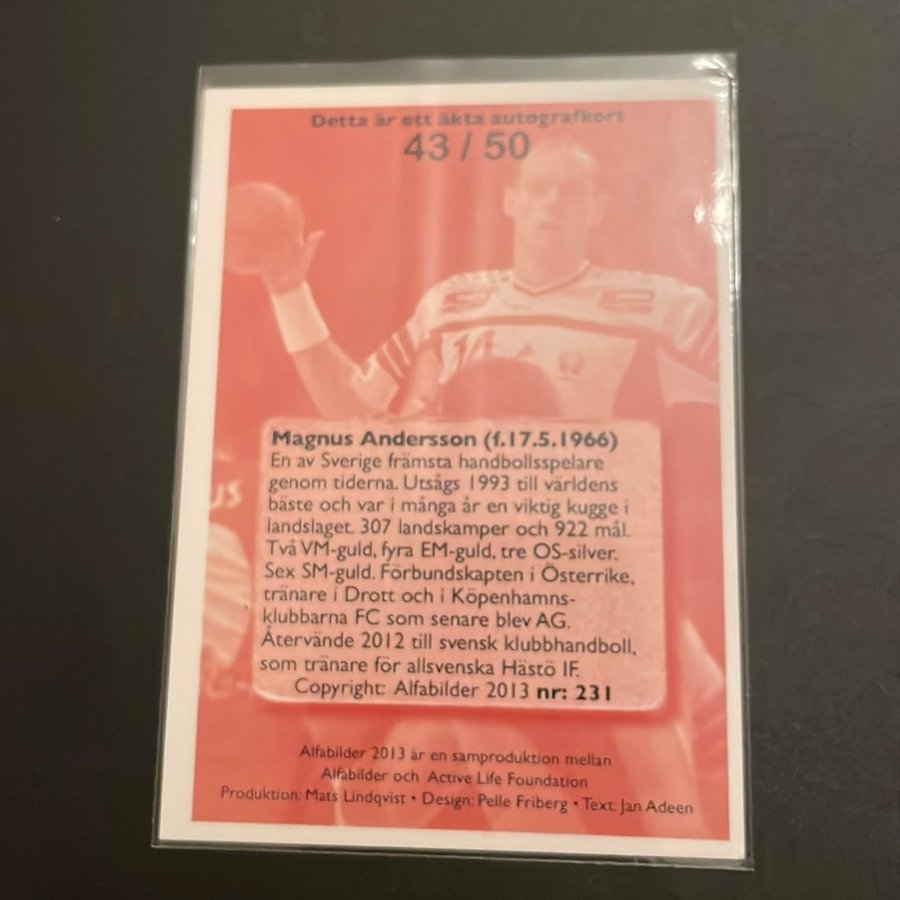 Detta är ett äkta autografkort
43 / 50
Magnus Andersson (f.17.5.1966)
En av Sverige främsta handbollsspelare
genom tiderna. Utsågs 1993 till världens
bäste och var i många år en viktig kugge i
landslaget. 307 landskamper och 922 mål.
Två VM-guld, fyra EM-guld, tre OS-silver.
Sex SM-guld. Förbundskapten i Österrike,
tränare i Drott och i Köpenhamns-
klubbarna FC som senare blev AG.
Återvände 2012 till svensk klubbhandboll,
som tränare för allsvenska Hästö IF.
Copyright: Alfabilder 2013 nr: 231
Alfabilder 2013 är en samproduktion mellan
Alfabilder och Active Life Foundation
Produktion: Mats Lindqvist • Design: Pelle Friberg • Text: Jan Adeen